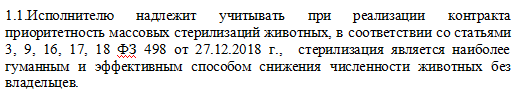 1.1.Исполнителю надлежит учитывать при реализации контракта
приоритетность массовых стерилизаций животных, в соответствии со статьями
3, 9, 16, 17, 18 ФЗ 498 от 27.12.2018 г., стерилизация является наиболее
гуманным и эффективным способом снижения численности животных без
владельцев.